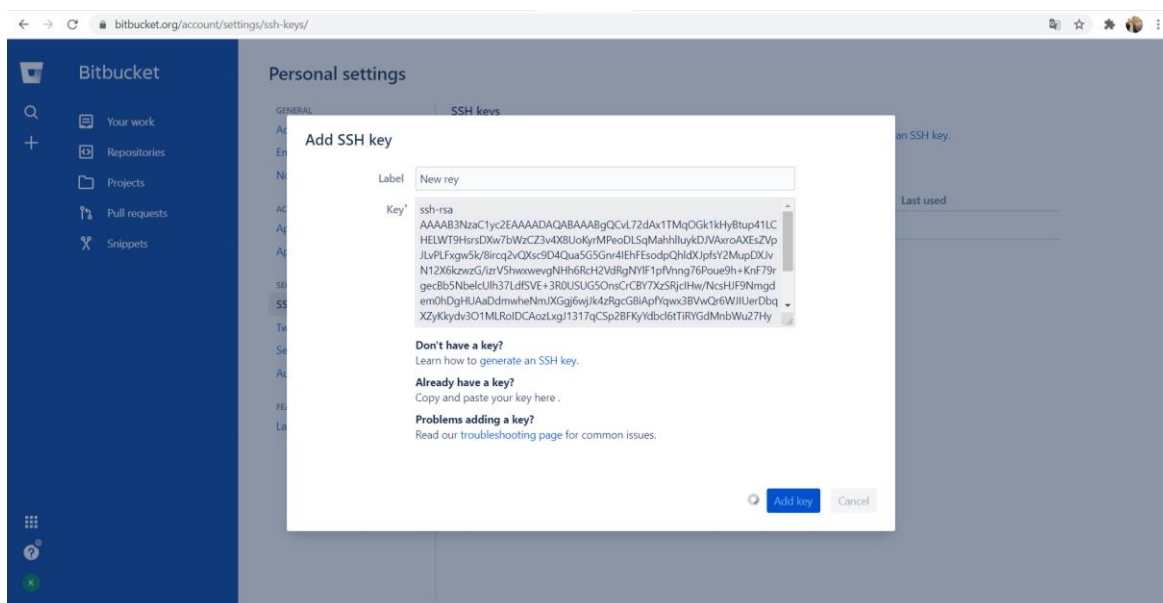 bitbucket.org/account/settings/ssh-keys/
Bitbucket
Your work
Repositories
Projects
Pull requests
Snippets
K
Personal settings
GENERAL
SSH keys
an SSH key.
Last used
Add SSH key
Label
New rey
Key*
ssh-rsa
AAAAB3NzaC1yc2EAAAADAQABAAABgQCvL72dAx1TMqOGk1kHyBtup41LC
HELWT9HsrsDXw7bWzCZ3v4X8UoKyrMPeoDLSqMahhlIuykDJVAxroAXEsZVp
JLvPLFxgw5k/8ircq2vQXsc9D4Qua5G5Gnr4IEhFEsodpQhldXJpfsY2MupDXJv
N12X6kzwzG/izrV5hwxwevgNHh6RcH2VdRgNYlF1pfVnng76Poue9h+KnF79r
gecBb5NbelcUlh37LdfSVE+3R0USUG5OnsCrCBY7XzSRjclHw/NcsHJF9Nmgd
em0hDgHUAaDdmwheNmJXGgj6wjJk4zRgcG8iApfYqwx3BVwQr6WJIUerDbq
XZyKkydv3O1MLRoIDCAozLxgJ1317qCSp2BFKyYdbcl6tTiRYGdMnbWu27Hy
Don't have a key?
Learn how to generate an SSH key.
Already have a key?
Copy and paste your key here .
Problems adding a key?
Read our troubleshooting page for common issues.
Add key
Cancel